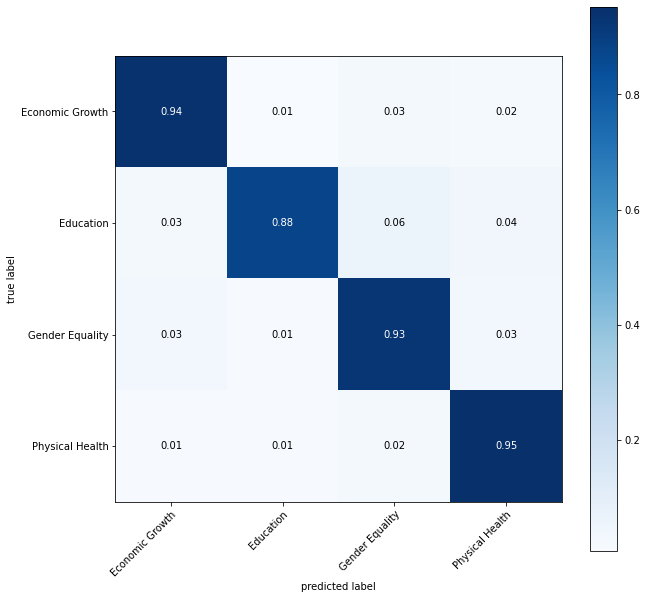 0.8
Economic Growth 0.94 0.01 0.03 0.02
0.6
Education 0.03 0.88 0.06 0.04
true label
0.4
Gender Equality 0.03 0.01 0.93 0.03
0.2
Physical Health 0.01 0.01 0.02 0.95
Economic Growth Education Gender Equality Physical Health
predicted label